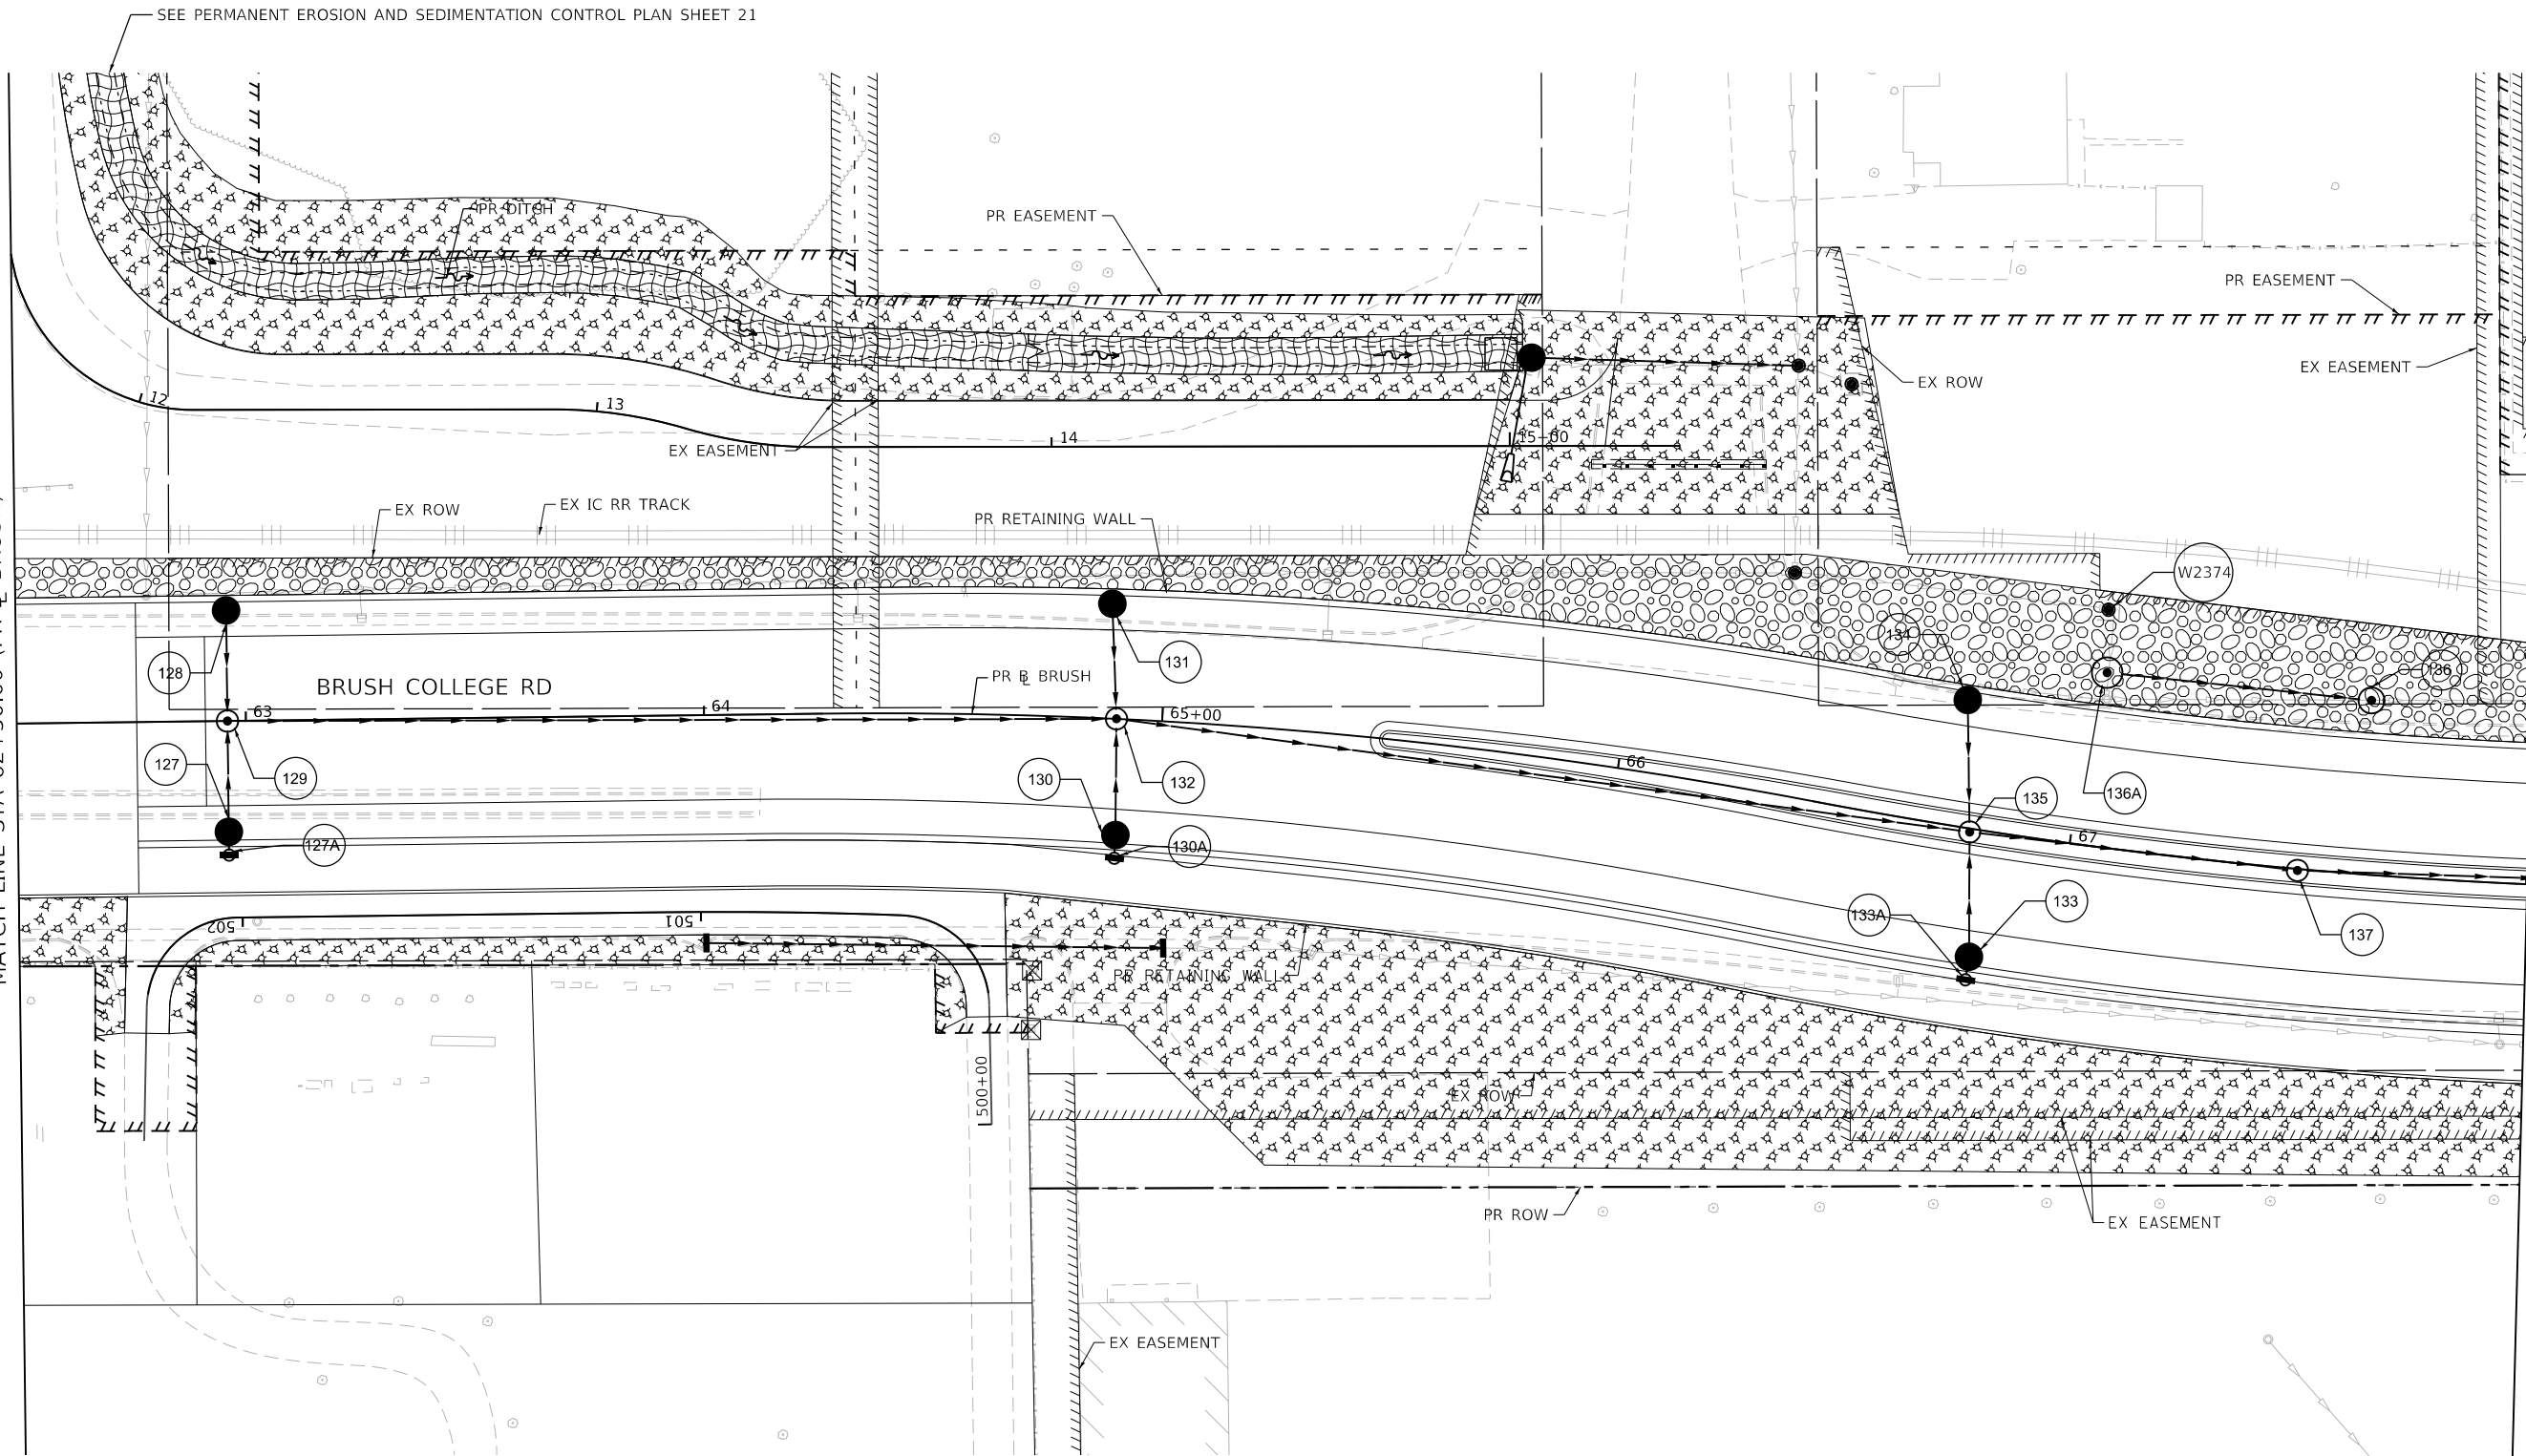 SEE PERMANENT EROSION AND SEDIMENTATION CONTROL PLAN SHEET 21
PR DITCH
PR EASEMENT
PR EASEMENT
EX EASEMENT
EX ROW
12
13
14
15+00
EX EASEMENT
EX ROW
EX IC RR TRACK
PR RETAINING WALL
W2374
134
136
128
131
BRUSH COLLEGE RD
PR BL BRUSH
63
64
65+00
66
67
127
129
130
132
135
136A
127A
130A
133A
133
137
502
501
PR RETAINING WALL
500+00
EX ROW
PR ROW
EX EASEMENT
EX EASEMENT